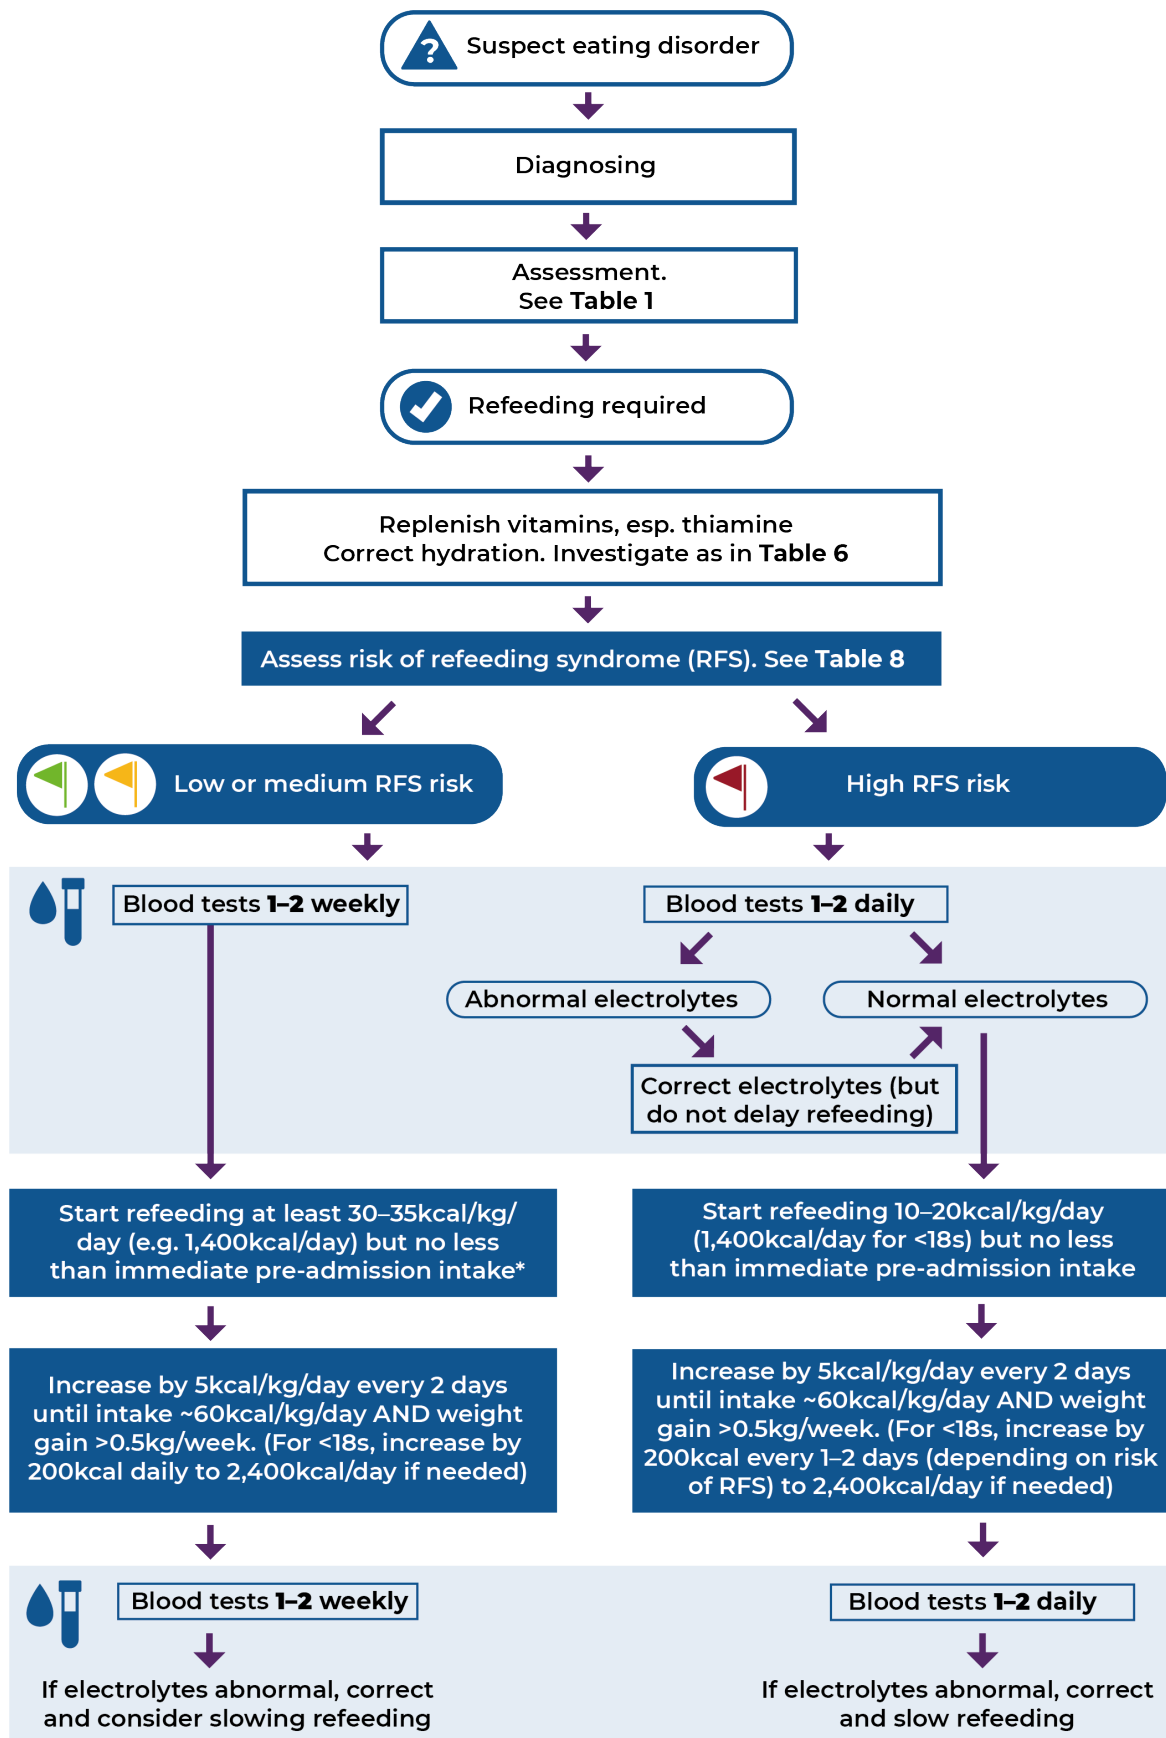 ?
Suspect eating disorder
Diagnosing
Assessment.
See Table 1
Refeeding required
Replenish vitamins, esp. thiamine
Correct hydration. Investigate as in Table 6
Assess risk of refeeding syndrome (RFS). See Table 8
Low or medium RFS risk
High RFS risk
Blood tests 1–2 weekly
Blood tests 1–2 daily
Abnormal electrolytes
Normal electrolytes
Correct electrolytes (but
do not delay refeeding)
Start refeeding at least 30–35kcal/kg/
day (e.g. 1,400kcal/day) but no less
than immediate pre-admission intake*
Start refeeding 10–20kcal/kg/day
(1,400kcal/day for <18s) but no less
than immediate pre-admission intake
Increase by 5kcal/kg/day every 2 days
until intake ~60kcal/kg/day AND weight
gain >0.5kg/week. (For <18s, increase by
200kcal daily to 2,400kcal/day if needed)
Increase by 5kcal/kg/day every 2 days
until intake ~60kcal/kg/day AND weight
gain >0.5kg/week. (For <18s, increase by
200kcal every 1–2 days (depending on risk
of RFS) to 2,400kcal/day if needed)
Blood tests 1–2 weekly
Blood tests 1–2 daily
If electrolytes abnormal, correct
and consider slowing refeeding
If electrolytes abnormal, correct
and slow refeeding